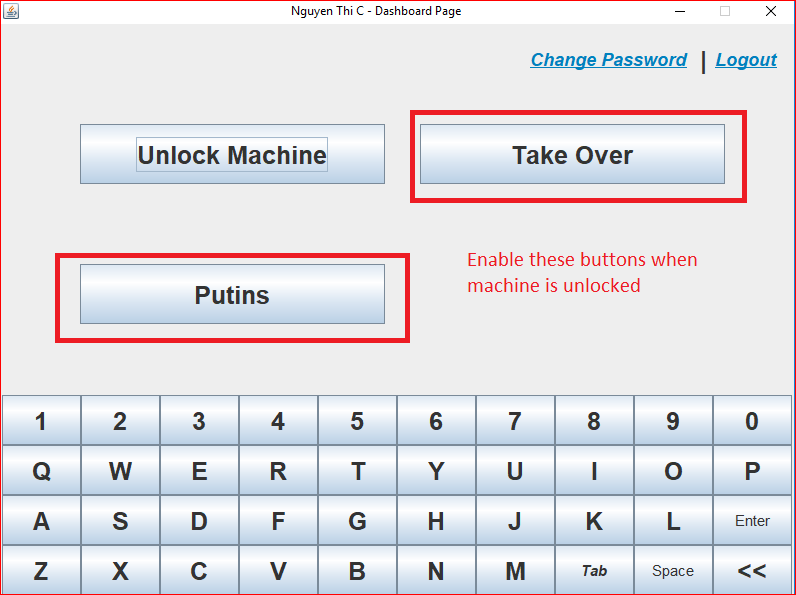 Nguyen Thi C - Dashboard Page
Change Password | Logout
Unlock Machine Take Over
Putins
Enable these buttons when
machine is unlocked
1 2 3 4 5 6 7 8 9 0
Q W E R T Y U I O P
A S D F G H J K L Enter
Z X C V B N M Tab Space <<